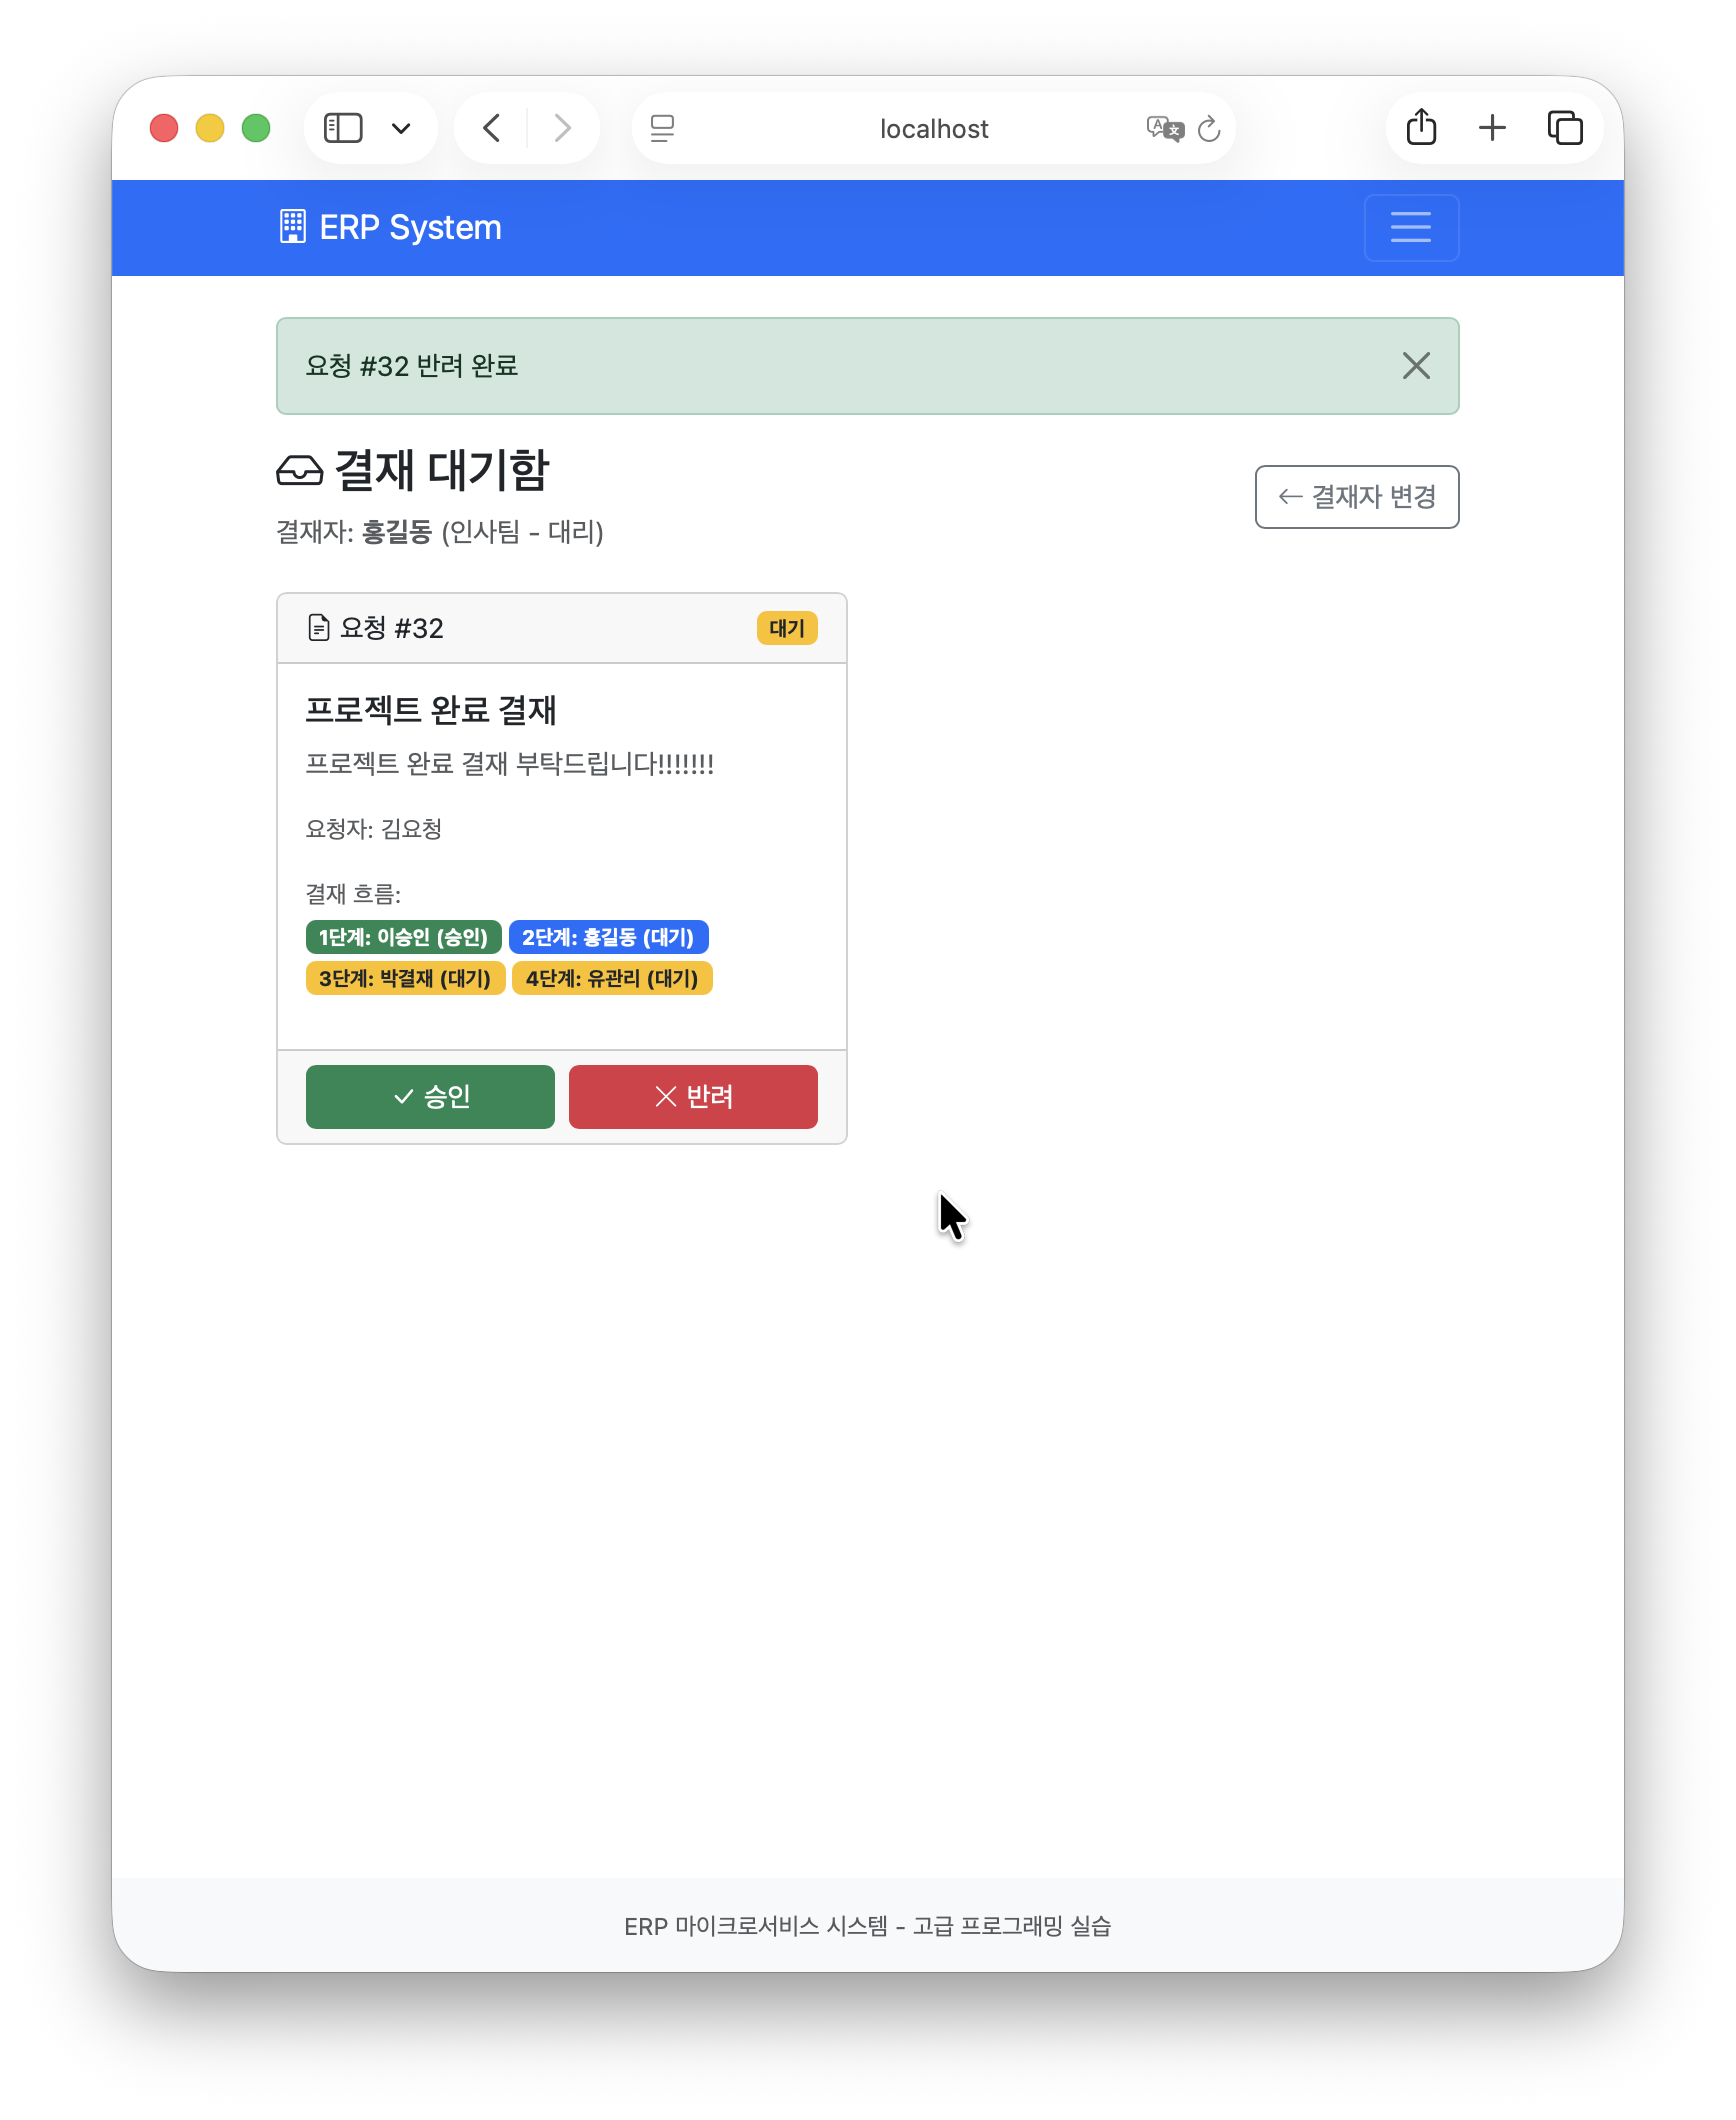 localhost
ERP System
요청 #32 반려 완료
결재 대기함
← 결재자 변경
결재자: 홍길동 (인사팀 - 대리)
요청 #32
대기
프로젝트 완료 결재
프로젝트 완료 결재 부탁드립니다!!!!!!!
요청자: 김요청
결재 흐름:
1단계: 이승인 (승인) 2단계: 홍길동 (대기)
3단계: 박결재 (대기) 4단계: 유관리 (대기)
승인
반려
ERP 마이크로서비스 시스템 - 고급 프로그래밍 실습